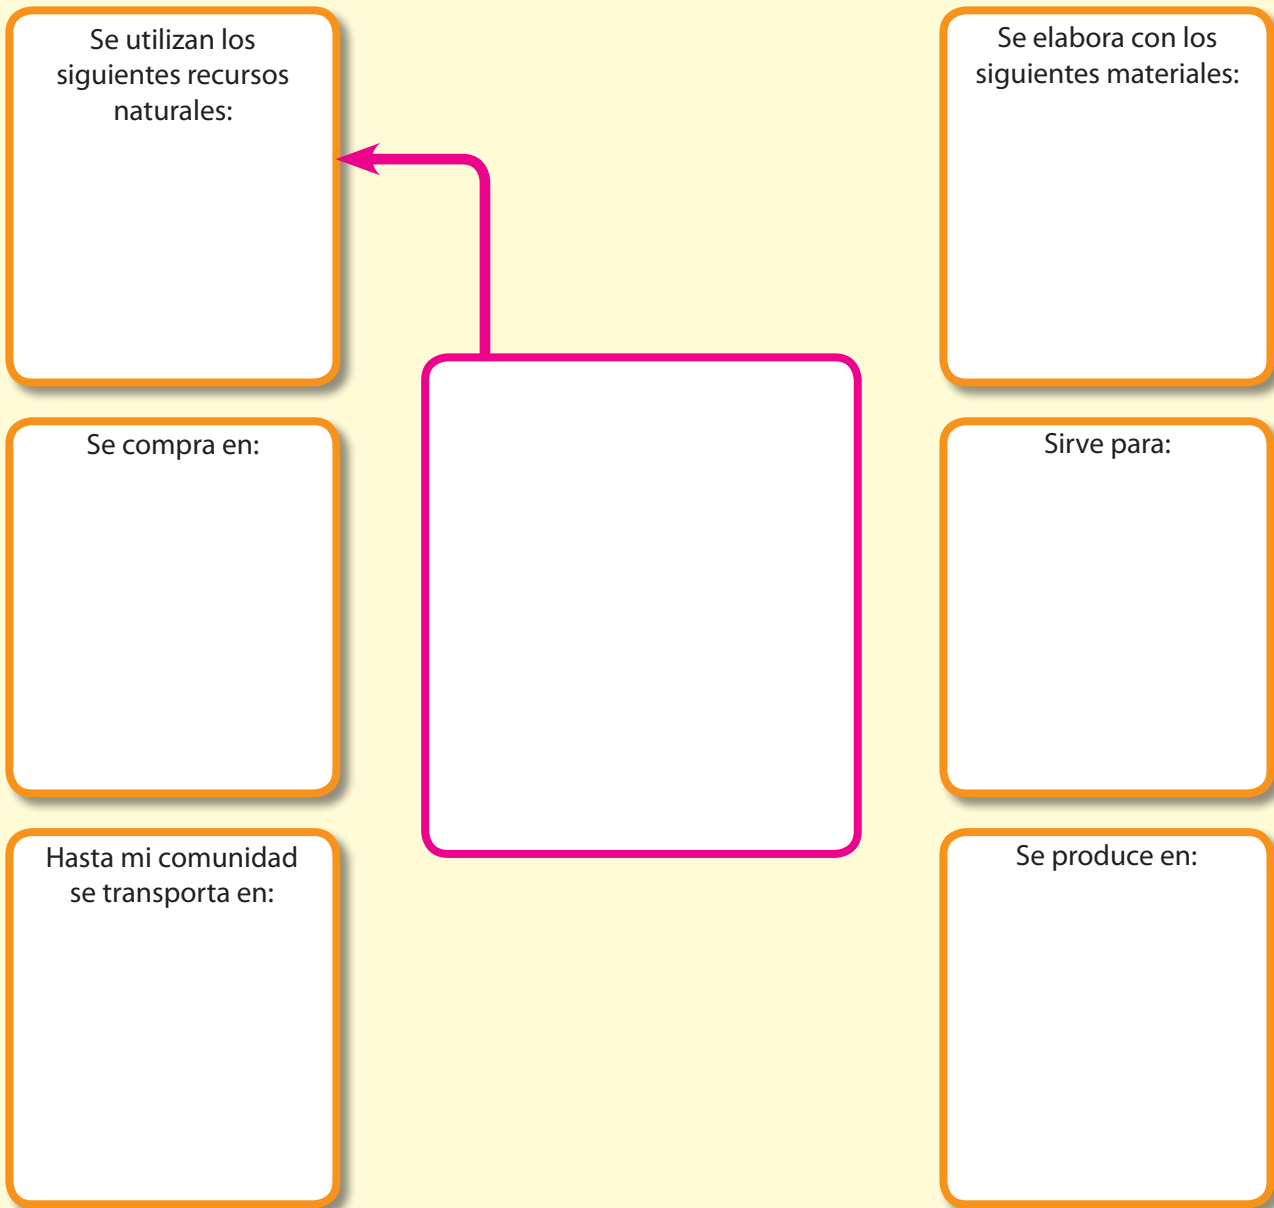 Se utilizan los
siguientes recursos
naturales:
Se elabora con los
siguientes materiales:
Se compra en:
Sirve para:
Hasta mi comunidad
se transporta en:
Se produce en: